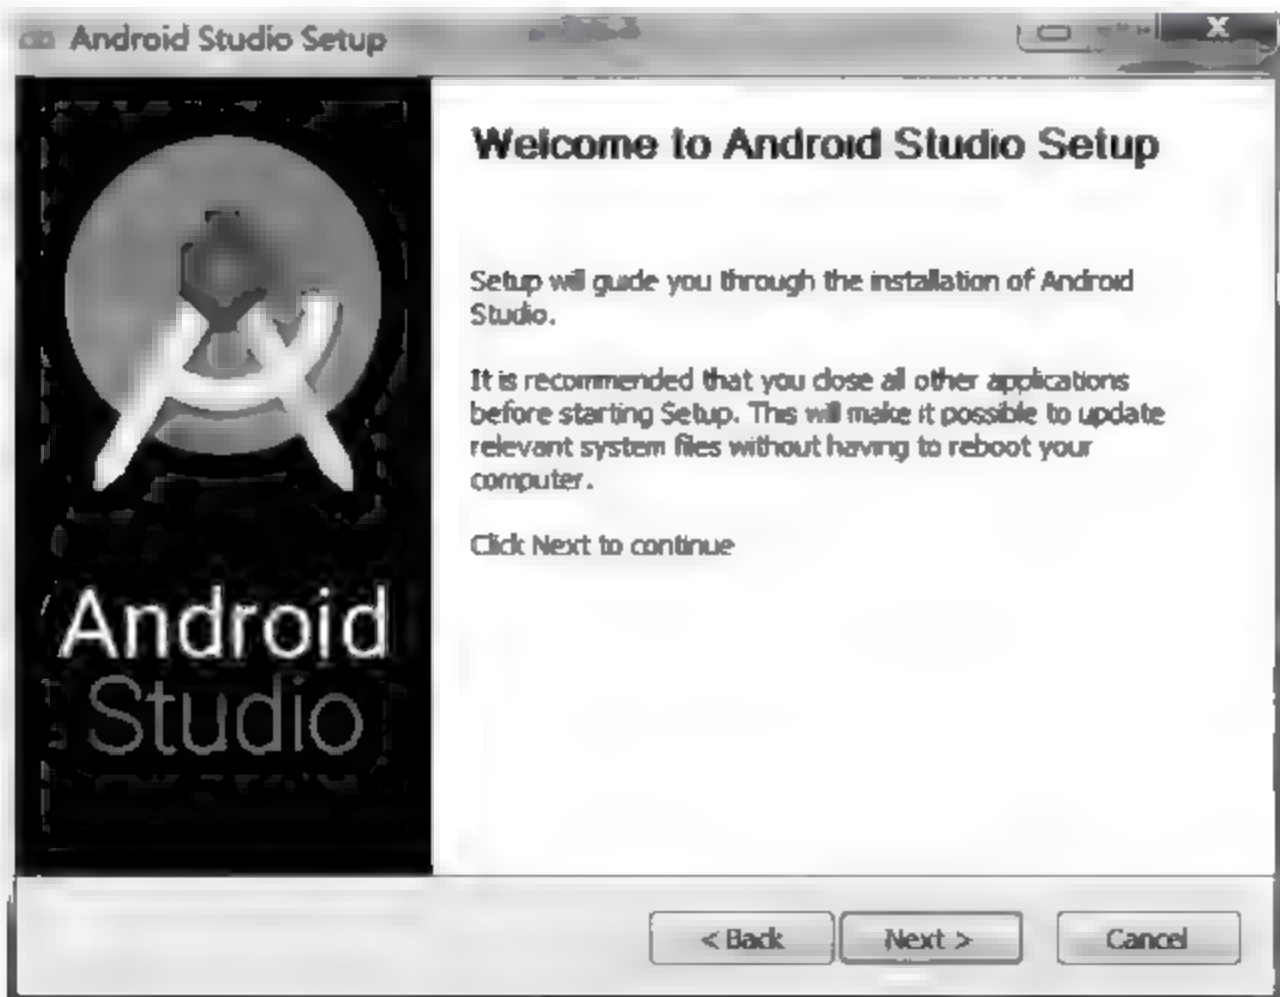 Android Studio Setup
X
Welcome to Android Studio Setup
Setup will guide you through the installation of Android
Studio.
It is recommended that you close all other applications
before starting Setup. This will make it possible to update
relevant system files without having to reboot your
computer.
Click Next to continue
Android
Studio
< Back
Next >
Cancel